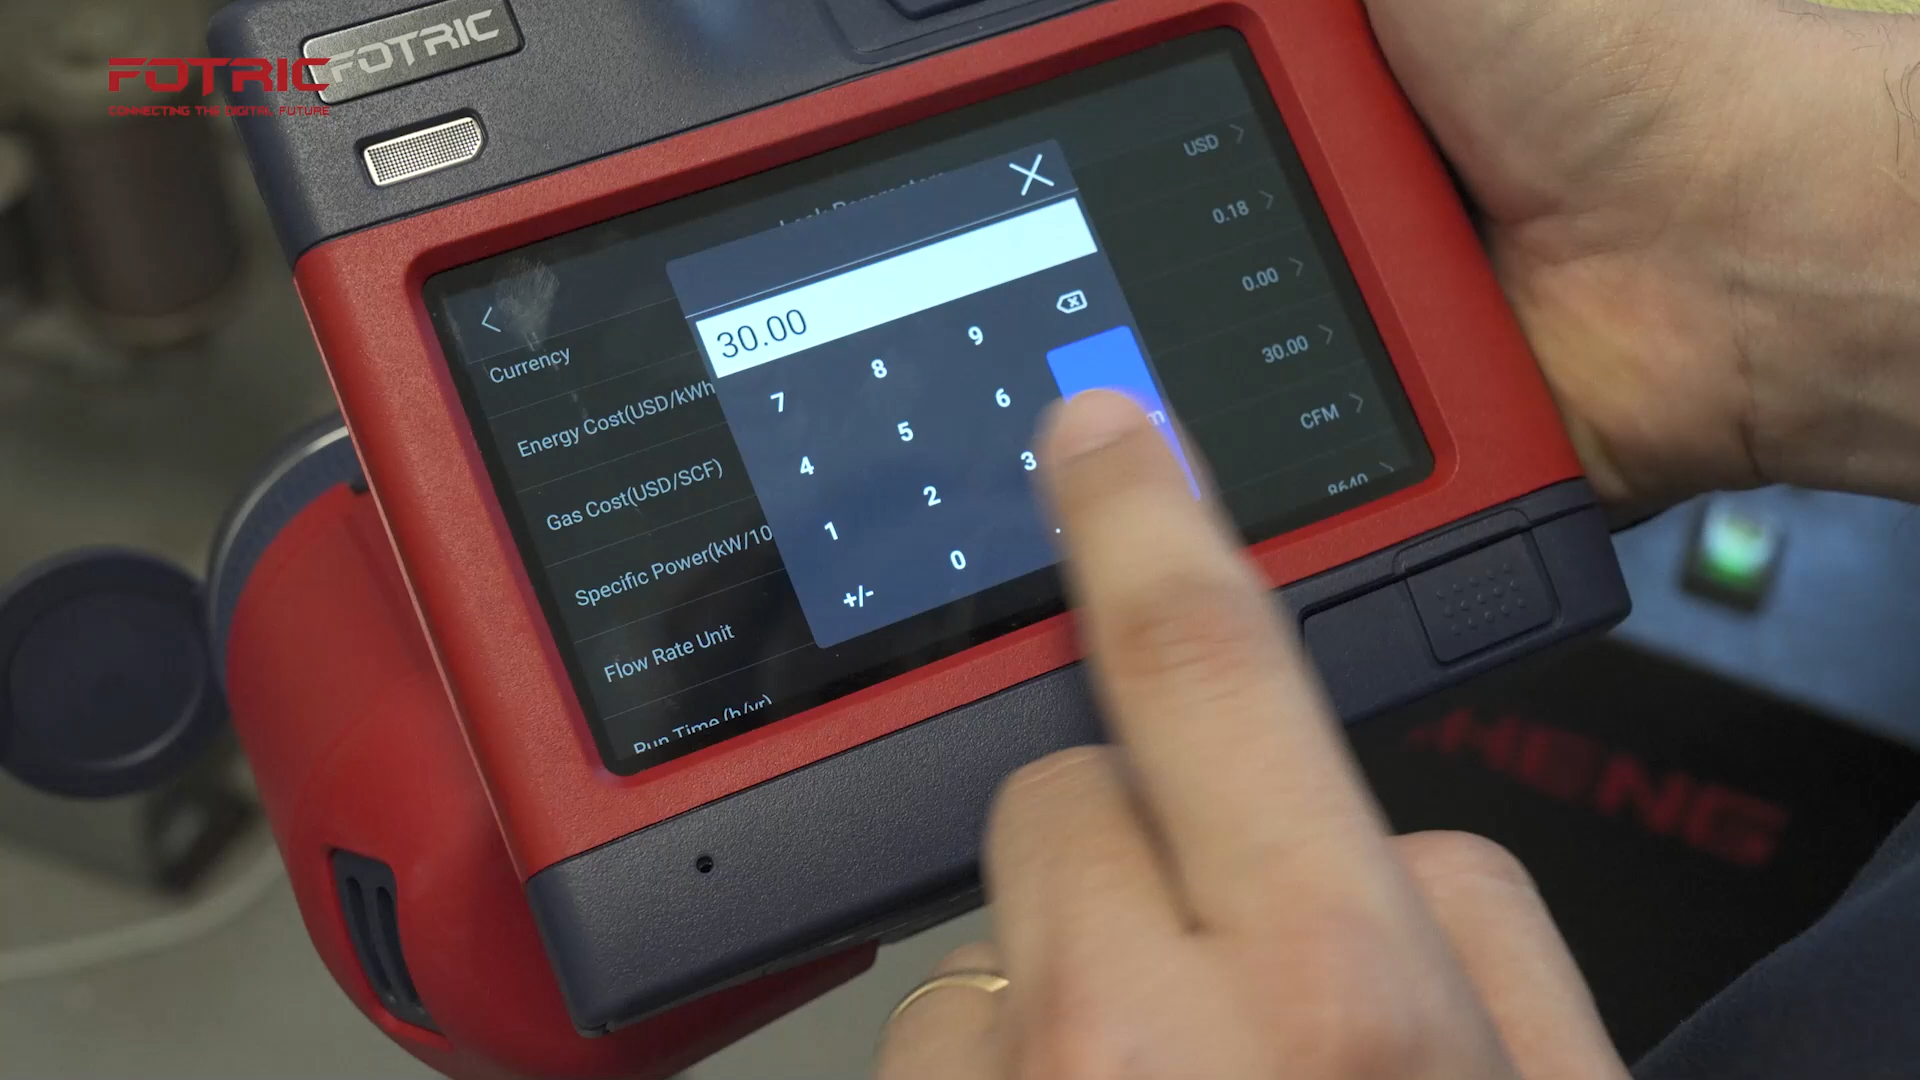 FOTRIC
FOTRIC
CONNECTING THE DIGITAL FUTURE
Currency
USD
Energy Cost(USD/kWh
0.18
Gas Cost(USD/SCF)
0.00
Specific Power(kW/10
30.00
Flow Rate Unit
CFM
Run Time (h/yr)
8640
30.00
7 8 9
4 5 6
1 2 3
+/- 0 .
m
HENG